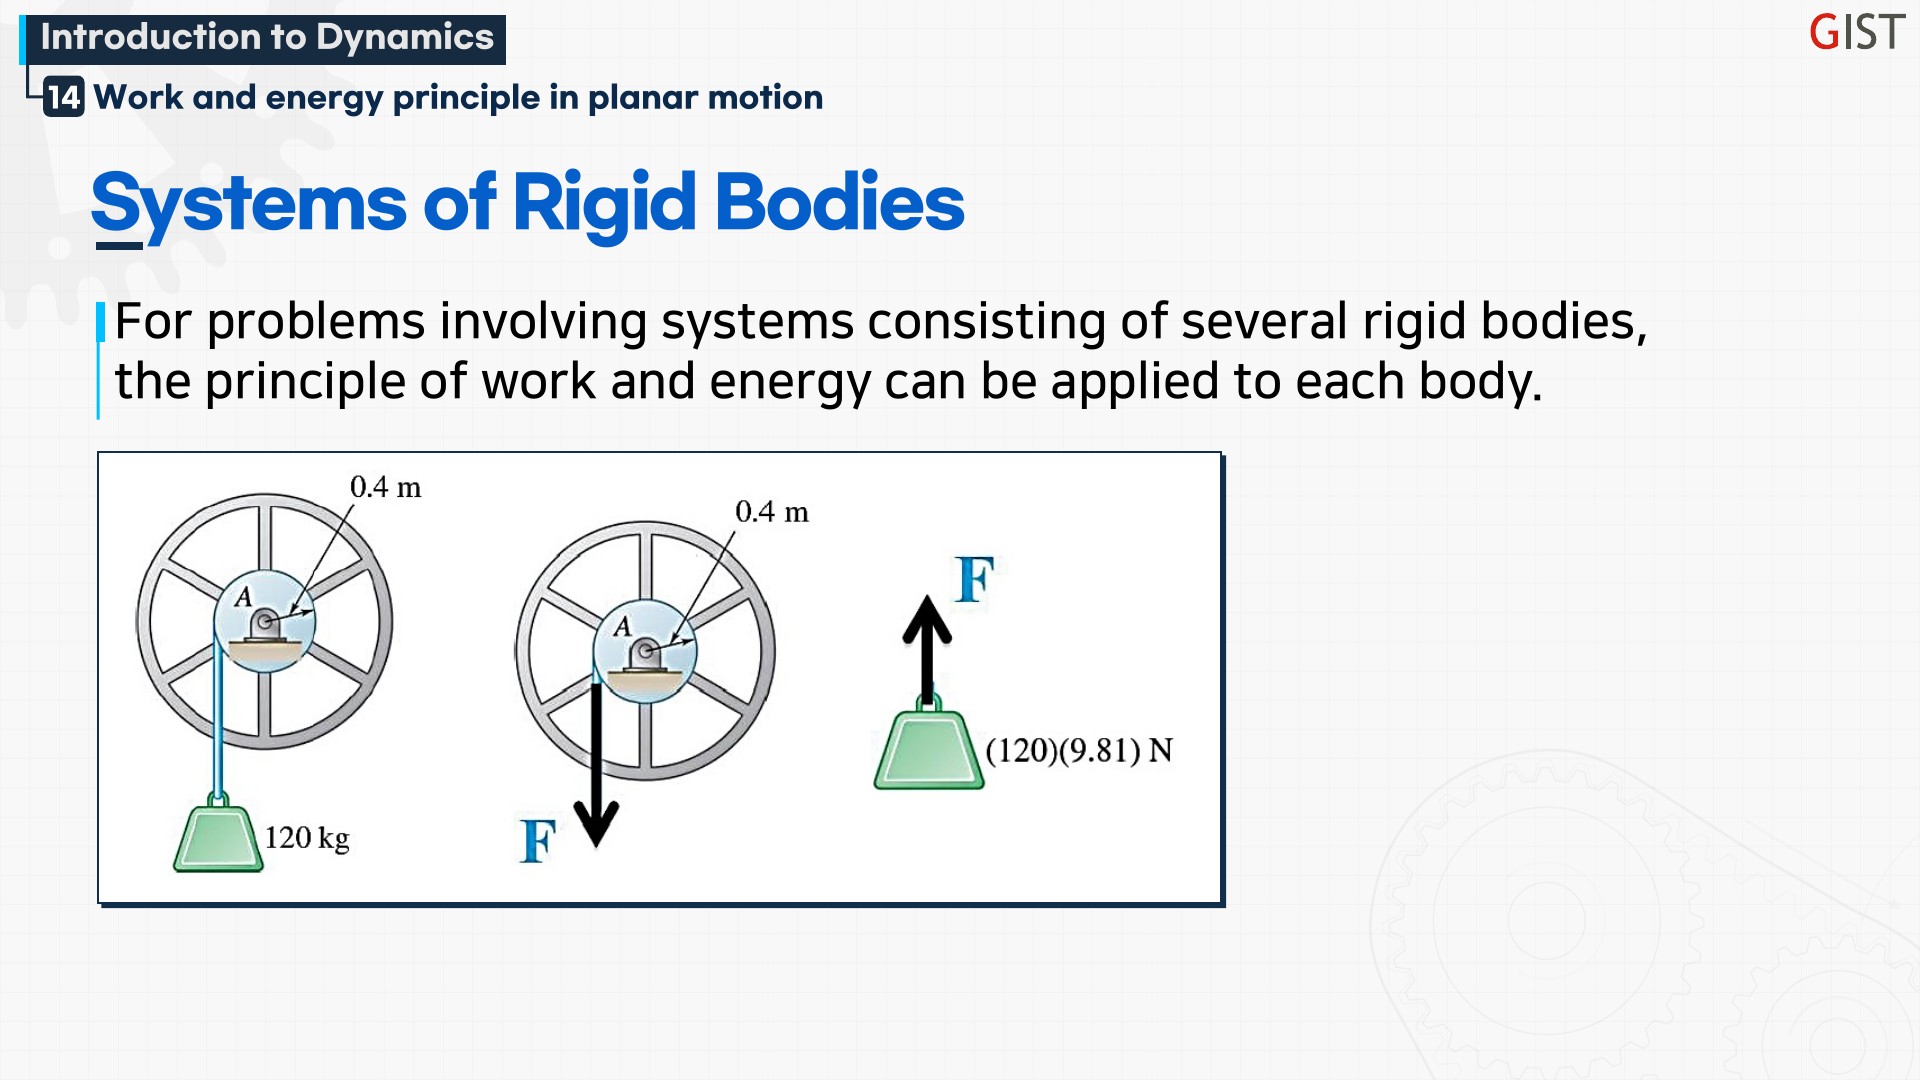 Introduction to Dynamics
GIST
14 Work and energy principle in planar motion
Systems of Rigid Bodies
For problems involving systems consisting of several rigid bodies,
the principle of work and energy can be applied to each body.
0.4 m
A
120 kg
0.4 m
A
F
F
(120)(9.81) N